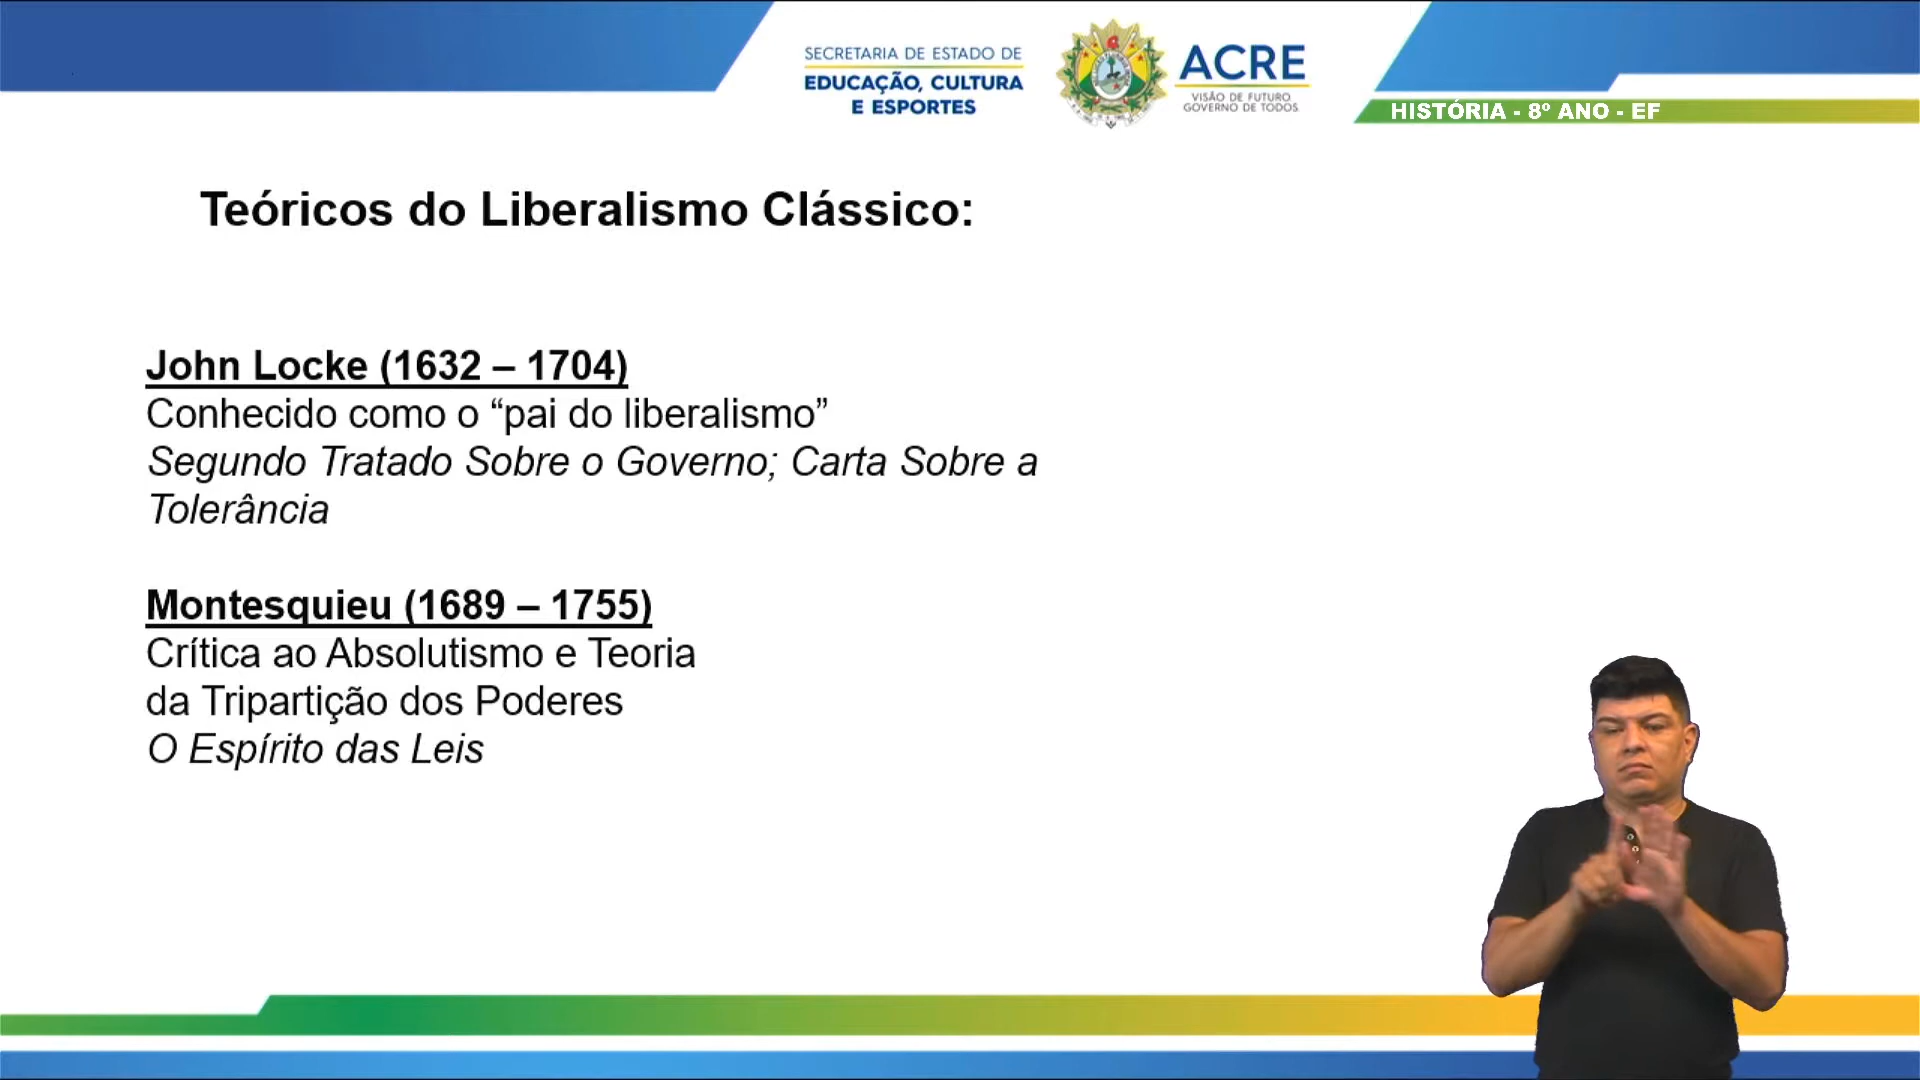 SECRETARIA DE ESTADO DE
EDUCAÇÃO, CULTURA
E ESPORTES
ACRE
VISÃO DE FUTURO
GOVERNO DE TODOS
HISTÓRIA - 8º ANO - EF
Teóricos do Liberalismo Clássico:
John Locke (1632 – 1704)
Conhecido como o “pai do liberalismo”
Segundo Tratado Sobre o Governo; Carta Sobre a
Tolerância
Montesquieu (1689 – 1755)
Crítica ao Absolutismo e Teoria
da Tripartição dos Poderes
O Espírito das Leis